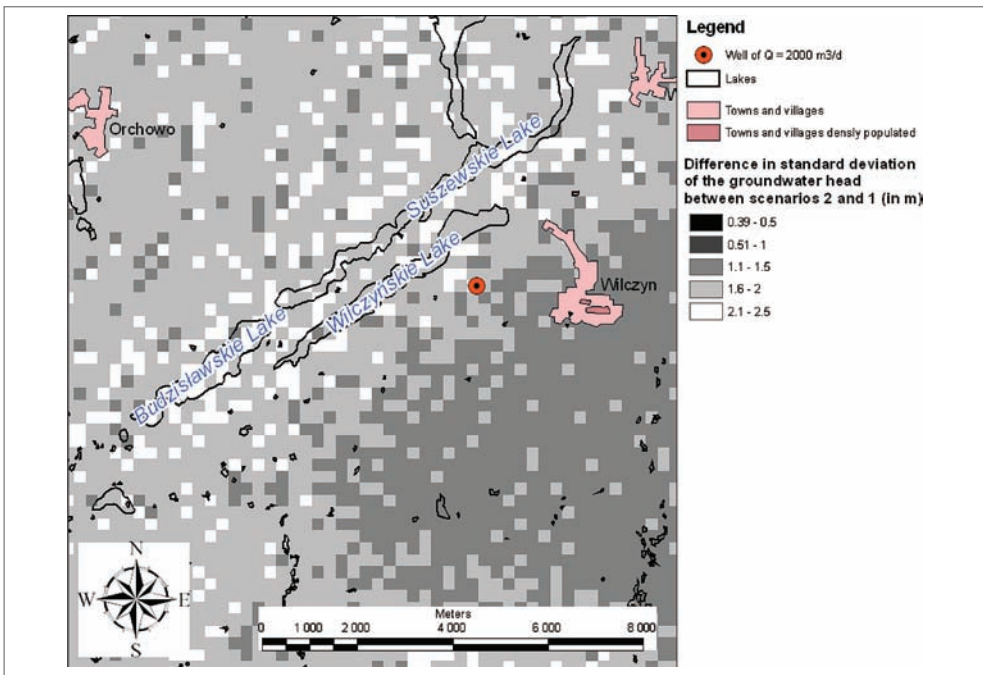 Orchowo
Suszewskie Lake
Wilczyńskie Lake
Wilczyn
Budzisławskie Lake
N
W E
S
Meters
0 1 000 2 000 4 000 6 000 8 000
Legend
Well of Q = 2000 m3/d
Lakes
Towns and villages
Towns and villages densly populated
Difference in standard deviation
of the groundwater head
between scenarios 2 and 1 (in m)
0.39 - 0.5
0.51 - 1
1.1 - 1.5
1.6 - 2
2.1 - 2.5